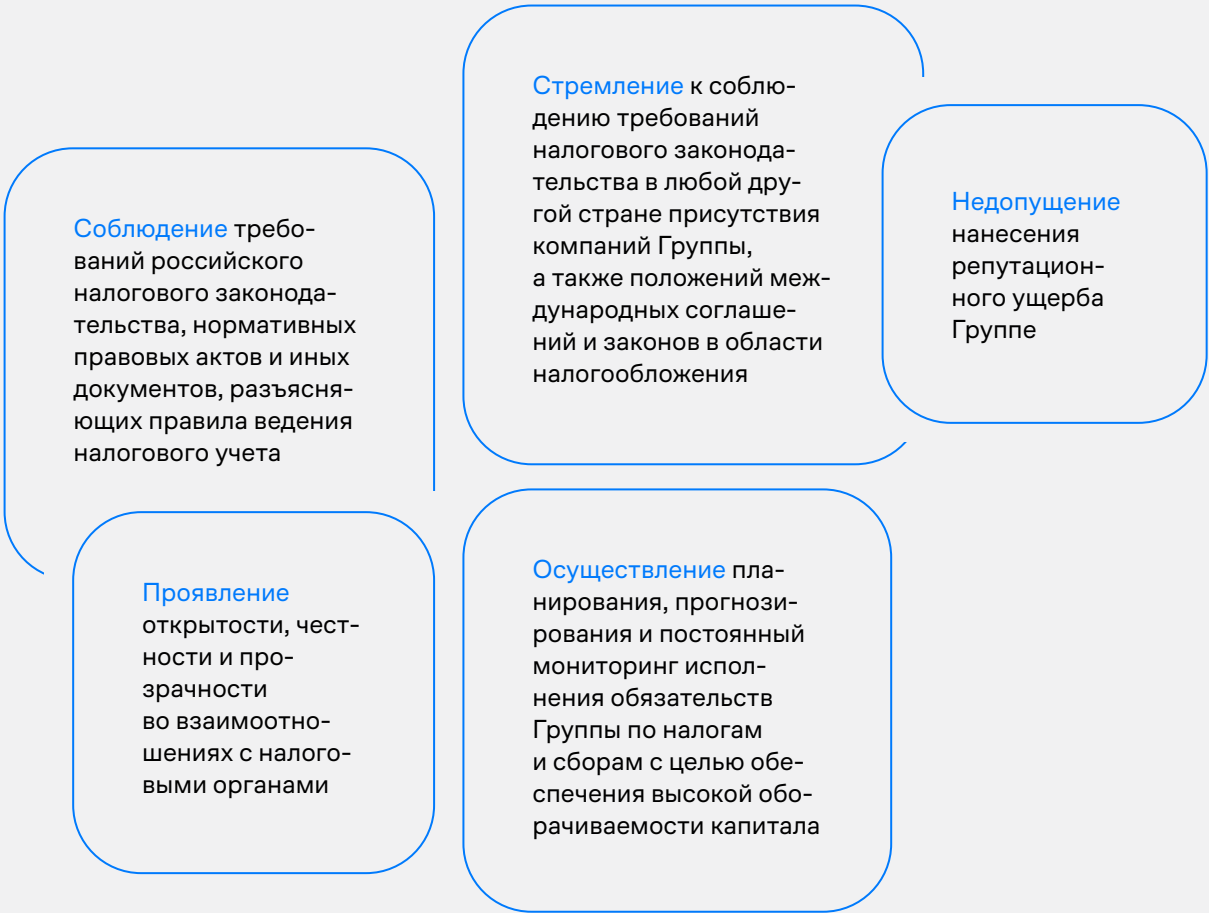 Соблюдение требо-
ваний российского
налогового законода-
тельства, нормативных
правовых актов и иных
документов, разъясня-
ющих правила ведения
налогового учета
Стремление к соблю-
дению требований
налогового законода-
тельства в любой дру-
гой стране присутствия
компаний Группы,
а также положений меж-
дународных соглаше-
ний и законов в области
налогообложения
Недопущение
нанесения
репутацион-
ного ущерба
Группе
Проявление
открытости, чест-
ности и про-
зрачности
во взаимоотно-
шениях с налого-
выми органами
Осуществление пла-
нирования, прогнози-
рования и постоянный
мониторинг испол-
нения обязательств
Группы по налогам
и сборам с целью обе-
спечения высокой обо-
рачиваемости капитала